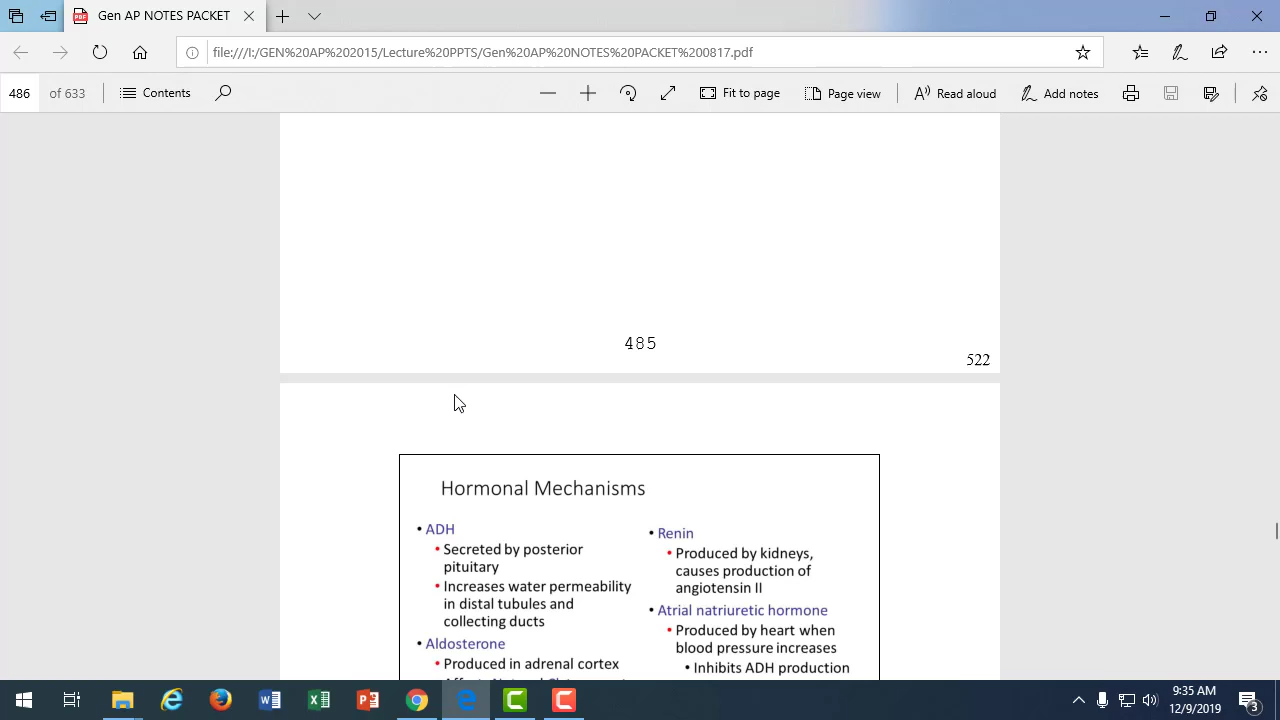 Gen AP NOTES PACKET
file:///I:/GEN%20AP%202015/Lecture%20PPTS/Gen%20AP%20NOTES%20PACKET%200817.pdf
486 of 633 Contents Fit to page Page view Read aloud Add notes
485
522
Hormonal Mechanisms
• ADH
• Secreted by posterior
pituitary
• Increases water permeability
in distal tubules and
collecting ducts
• Aldosterone
• Produced in adrenal cortex
• Renin
• Produced by kidneys,
causes production of
angiotensin II
• Atrial natriuretic hormone
• Produced by heart when
blood pressure increases
• Inhibits ADH production
9:35 AM
12/9/2019
3